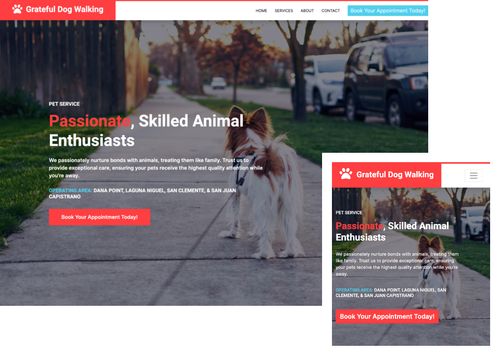 Grateful Dog Walking
HOME SERVICES ABOUT CONTACT Book Your Appointment Today!
PET SERVICE
Passionate, Skilled Animal
Enthusiasts
We passionately nurture bonds with animals, treating them like family. Trust us to
provide exceptional care, ensuring your pets receive the highest quality attention while
you're away.
OPERATING AREA: DANA POINT, LAGUNA NIGUEL, SAN CLEMENTE, & SAN JUAN
CAPISTRANO
Book Your Appointment Today!
Grateful Dog Walking
PET SERVICE
Passionate, Skilled Animal
Enthusiasts
We passionately nurture bonds with animals, treating them
like family. Trust us to provide exceptional care, ensuring
your pets receive the highest quality attention while you're
away.
OPERATING AREA: DANA POINT, LAGUNA NIGUEL, SAN
CLEMENTE, & SAN JUAN CAPISTRANO
Book Your Appointment Today!